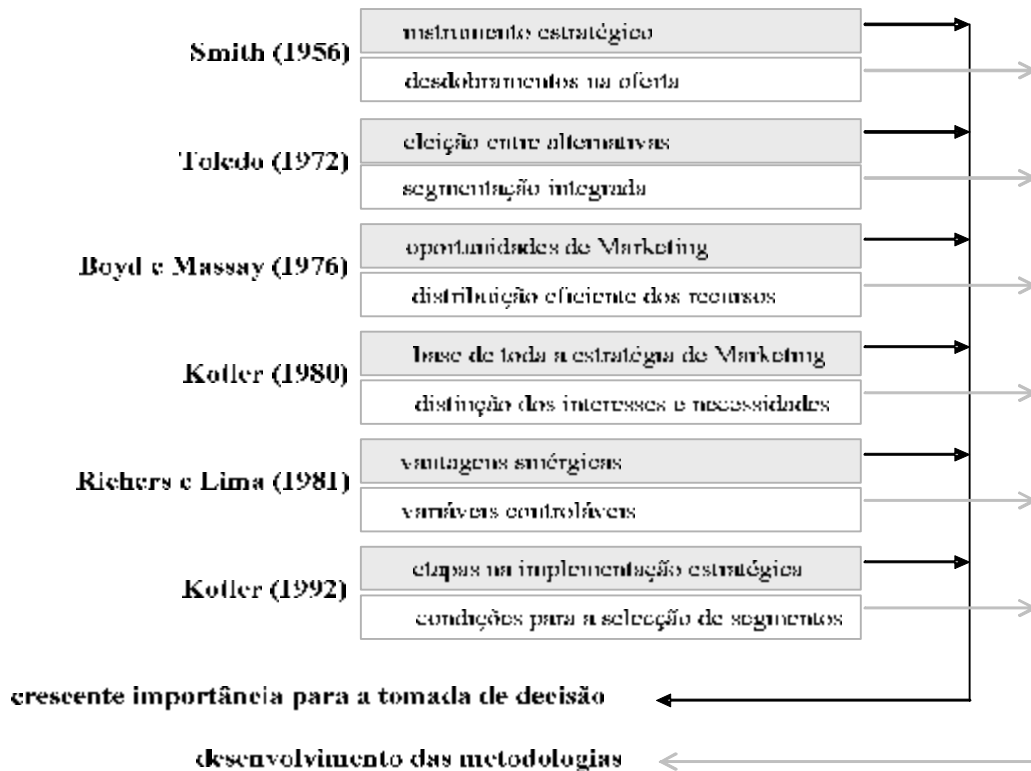 instrumento estratégico
Smith (1956)
desdobramentos na oferta
eleição entre alternativas
Toledo (1972)
segmentação integrada
oportunidades de Marketing
Boyd e Massay (1976)
distribuição eficiente dos recursos
base de toda a estratégia de Marketing
Kotler (1980)
distinção dos interesses e necessidades
vantagens sinérgicas
Richers e Lima (1981)
variáveis controláveis
etapas na implementação estratégica
Kotler (1992)
condições para a selecção de segmentos
crescente importância para a tomada de decisão
desenvolvimento das metodologias